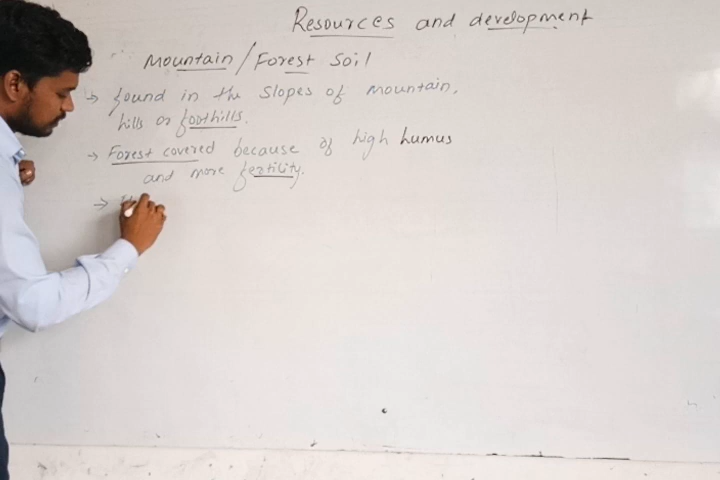 Resources and development
Mountain / Forest Soil
→ found in the slopes of mountain,
hills or foothills.
→ Forest covered because of high humus
and more fertility.
→